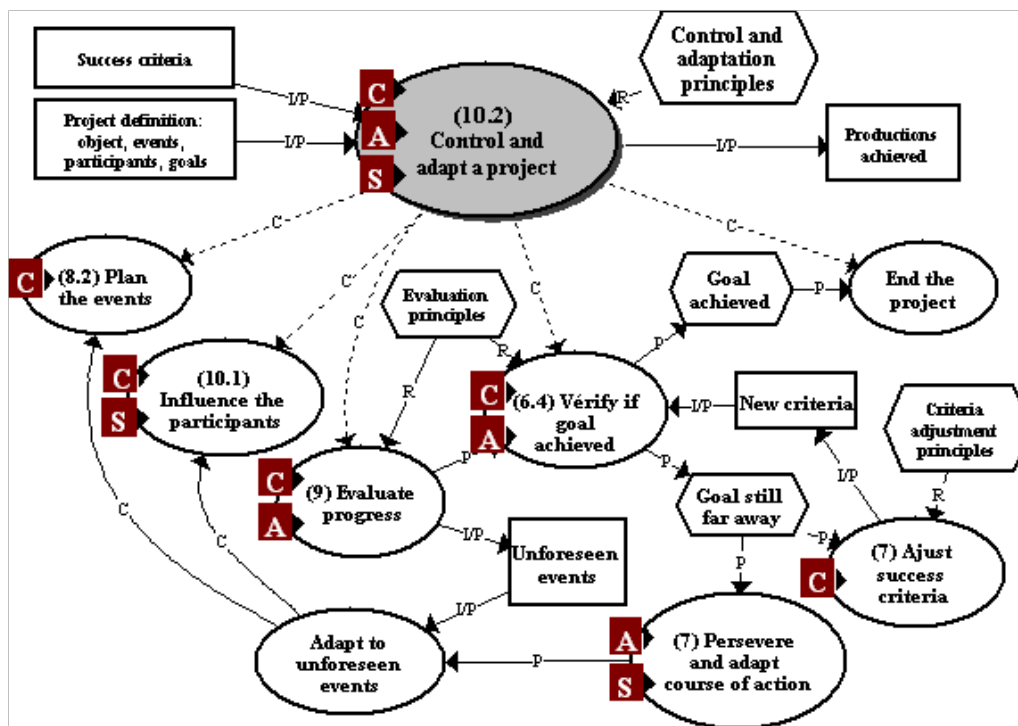 Success criteria
Control and
adaptation
principles
C
I/P
R
(10.2)
Control and
adapt a project
A
Project definition:
object, events,
participants, goals
I/P
I/P
Productions
achieved
S
C
C
C
(8.2) Plan
the events
C
C
Evaluation
principles
C
Goal
achieved
P
End the
project
C
R
P
C
(10.1)
Influence the
participants
S
R
C
(6.4) Vérify if
goal
achieved
A
I/P
New criteria
Criteria
adjustment
principles
P
P
C
(9) Evaluate
progress
A
Goal still
far away
I/P
R
C
C
I/P
Unforeseen
events
P
P
(7) Ajust
success
criteria
C
I/P
Adapt to
unforeseen
events
P
A
(7) Persevere
and adapt
course of action
S